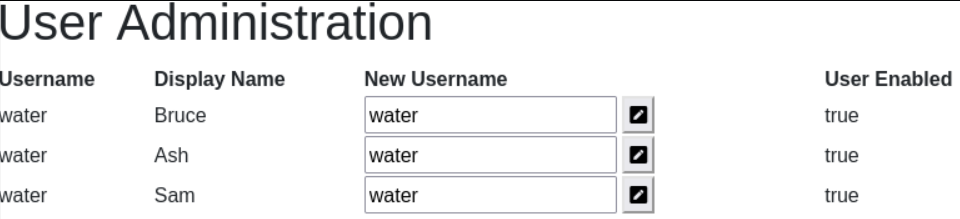 User Administration
Username Display Name New Username User Enabled
water Bruce water true
water Ash water true
water Sam water true